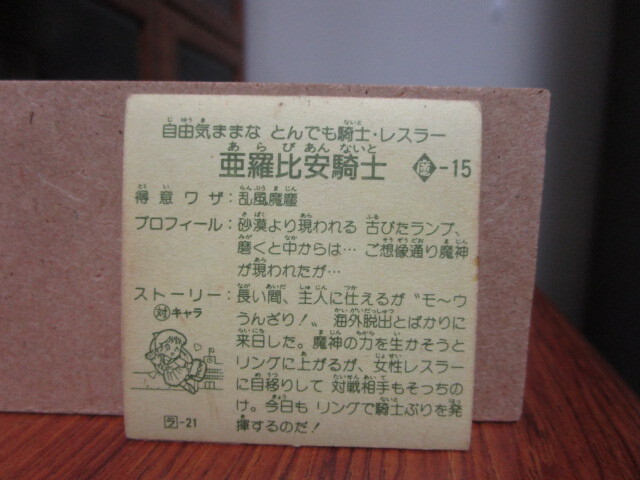 自由気ままな とんでも騎士・レスラー
亜羅比安騎士 -15
得意ワザ:乱風魔塵
プロフィール:砂漠より現われる 古びたランプ、
磨くと中からは… ご想像通り魔神
が現われたが…
ストーリー:長い間、主人に仕えるが〝モ〜ウ
うんざり!〟 海外脱出とばかりに
来日した。魔神の力を生かそうと
リングに上がるが、女性レスラー
に目移りして 対戦相手もそっちの
け。今日も リングで騎士ぶりを発
揮するのだ!
対キャラ
ラ-21